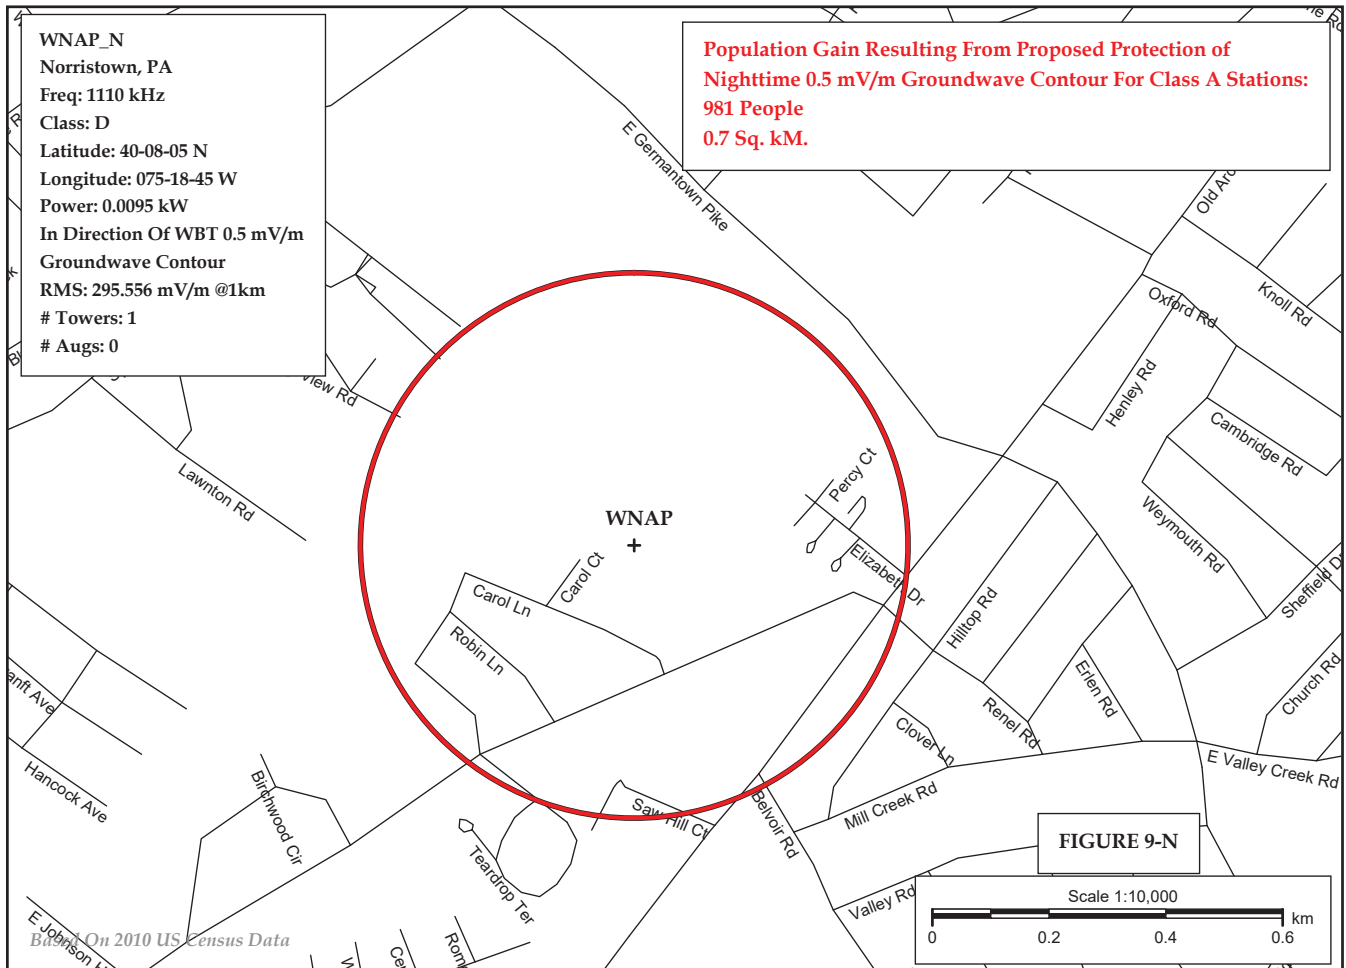 WNAP_N
Norristown, PA
Freq: 1110 kHz
Class: D
Latitude: 40-08-05 N
Longitude: 075-18-45 W
Power: 0.0095 kW
In Direction Of WBT 0.5 mV/m
Groundwave Contour
RMS: 295.556 mV/m @1km
# Towers: 1
# Augs: 0
Population Gain Resulting From Proposed Protection of
Nighttime 0.5 mV/m Groundwave Contour For Class A Stations:
981 People
0.7 Sq. kM.
E Germantown Pike
Old
Oxford Rd
Knoll Rd
Henley Rd
Cambridge Rd
Rd
Lawnton Rd
Percy Ct
Weymouth Rd
WNAP
Elizabeth Dr
Carol Ct
Carol Ln
Robin Ln
Hilltop Rd
Sheffield Dr
Erlen Rd
Church Rd
Renel Rd
Clover Ln
E Valley Creek Rd
Ave
Hancock Ave
Birchwood Cir
Saw Hill Ct
Belvoir Rd
Mill Creek Rd
Teardrop Ter
Valley Rd
FIGURE 9-N
Scale 1:10,000
km
0 0.2 0.4 0.6
E Johnson
Based On 2010 US Census Data